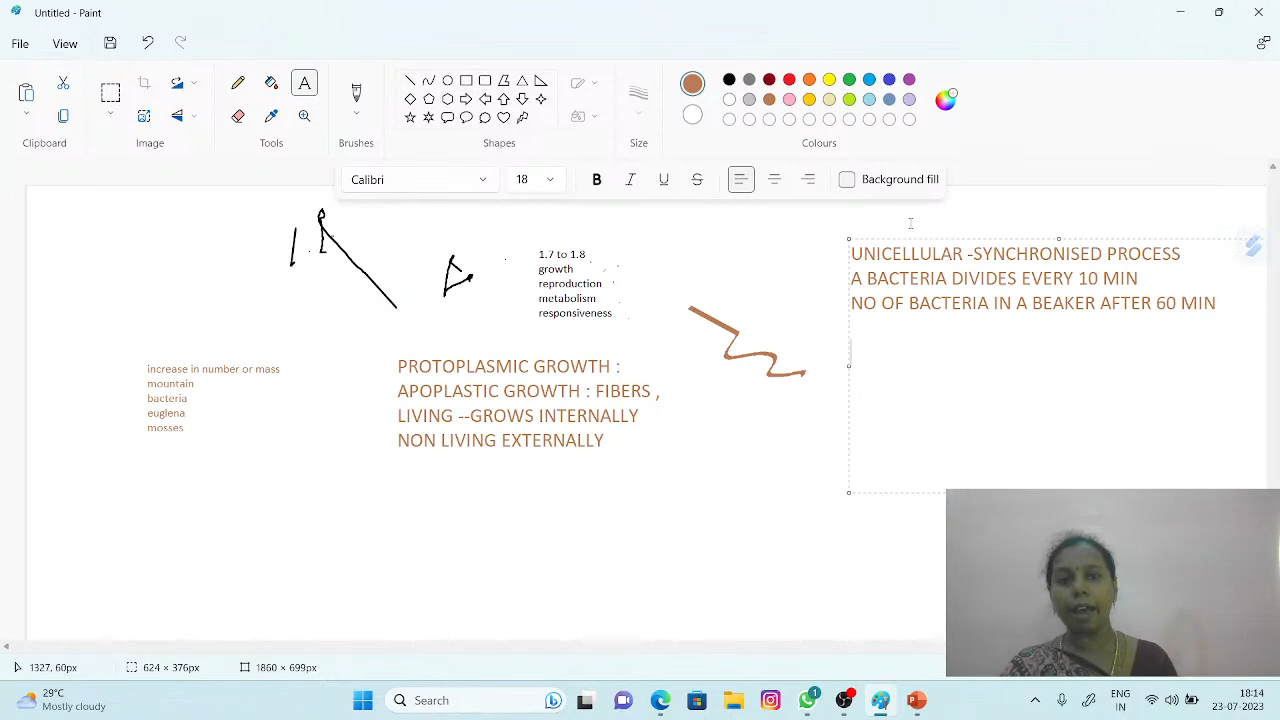 Untitled - Paint
File
View
Clipboard
Image
Tools
Brushes
Shapes
Size
Colours
Calibri
18
B
I
U
Background fill
1.7 to 1.8
growth
reproduction
metabolism
responsiveness
UNICELLULAR -SYNCHRONISED PROCESS
A BACTERIA DIVIDES EVERY 10 MIN
NO OF BACTERIA IN A BEAKER AFTER 60 MIN
increase in number or mass
mountain
bacteria
euglena
mosses
PROTOPLASMIC GROWTH :
APOPLASTIC GROWTH : FIBERS ,
LIVING --GROWS INTERNALLY
NON LIVING EXTERNALLY
1327, 60px
624 × 376px
1860 × 699px
29°C
Mostly cloudy
Search
1
ENG
IN
18:14
23-07-2023